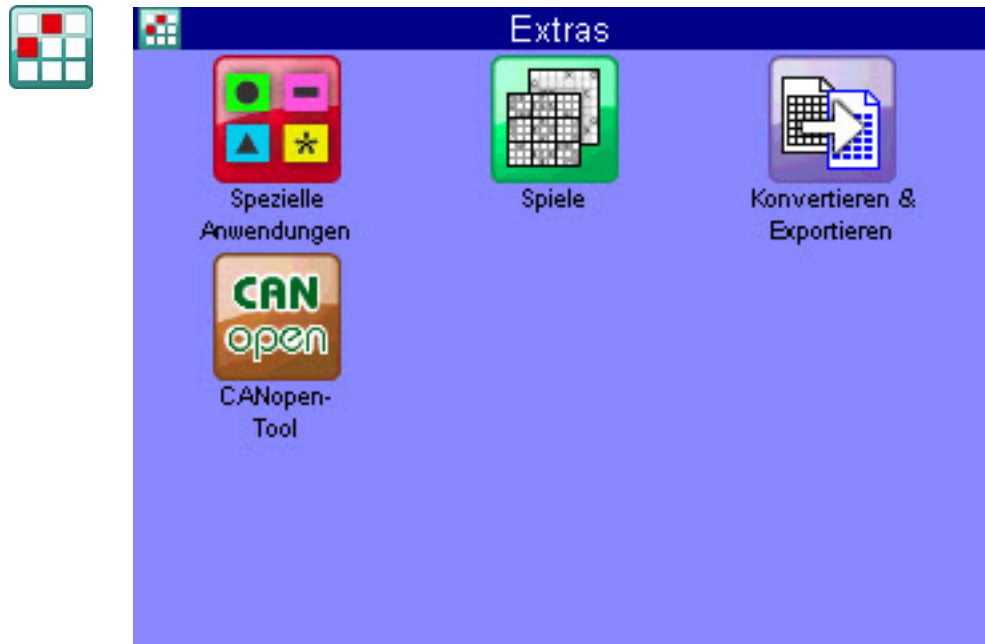 Extras
Spezielle
Anwendungen
Spiele
Konvertieren &
Exportieren
CAN
open
CANopen-
Tool